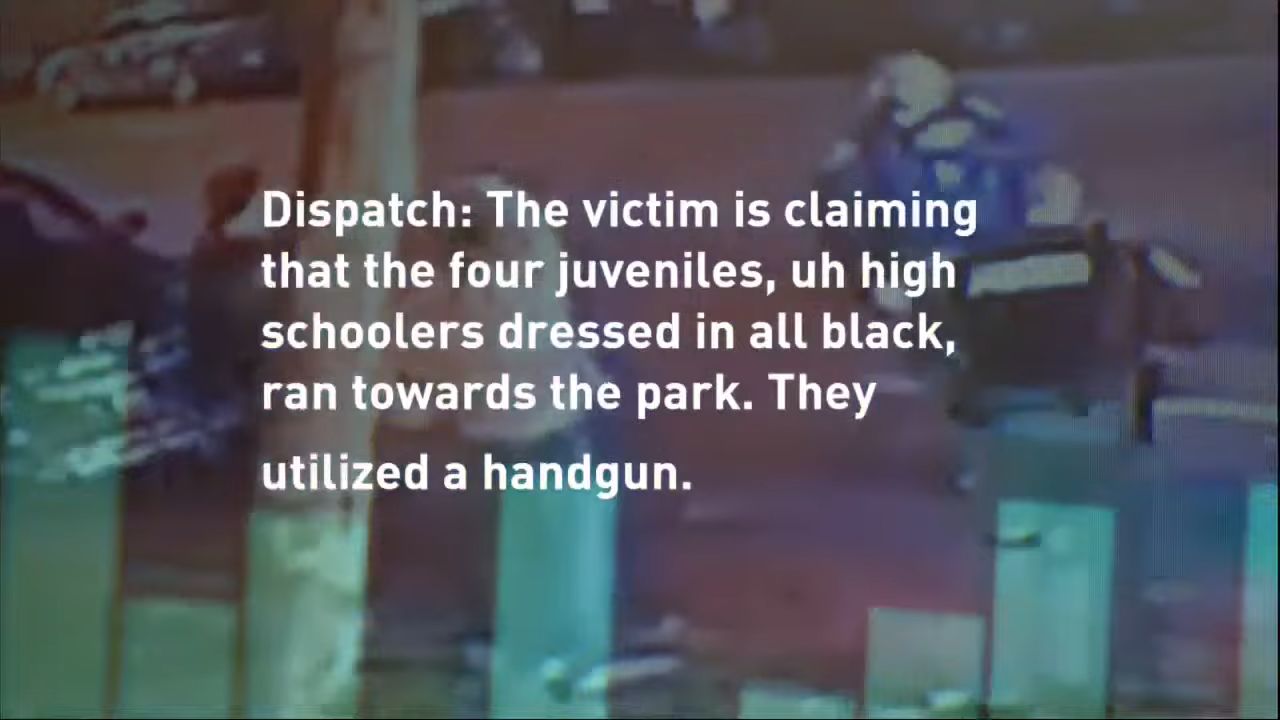 Dispatch: The victim is claiming
that the four juveniles, uh high
schoolers dressed in all black,
ran towards the park. They
utilized a handgun.